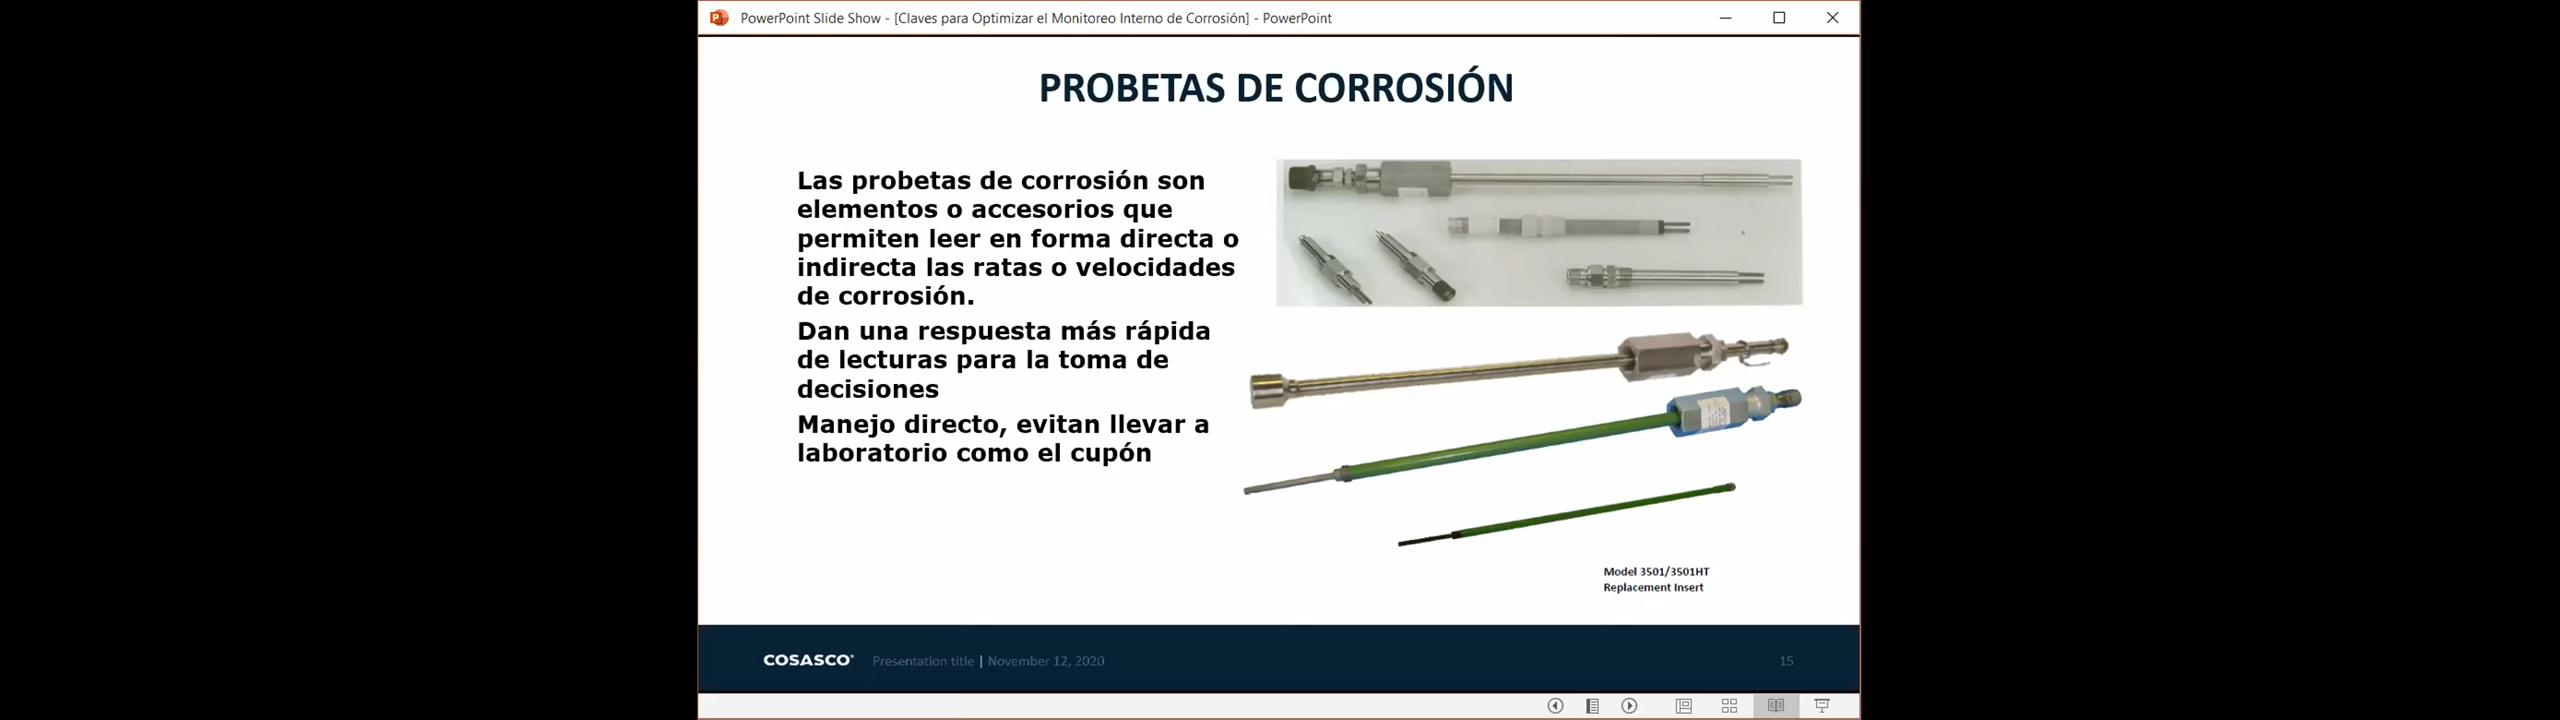 PowerPoint Slide Show - [Claves para Optimizar el Monitoreo Interno de Corrosión] - PowerPoint
PROBETAS DE CORROSIÓN
Las probetas de corrosión son
elementos o accesorios que
permiten leer en forma directa o
indirecta las ratas o velocidades
de corrosión.
Dan una respuesta más rápida
de lecturas para la toma de
decisiones
Manejo directo, evitan llevar a
laboratorio como el cupón
Model 3501/3501HT
Replacement Insert
COSASCO Presentation title | November 12, 2020 15